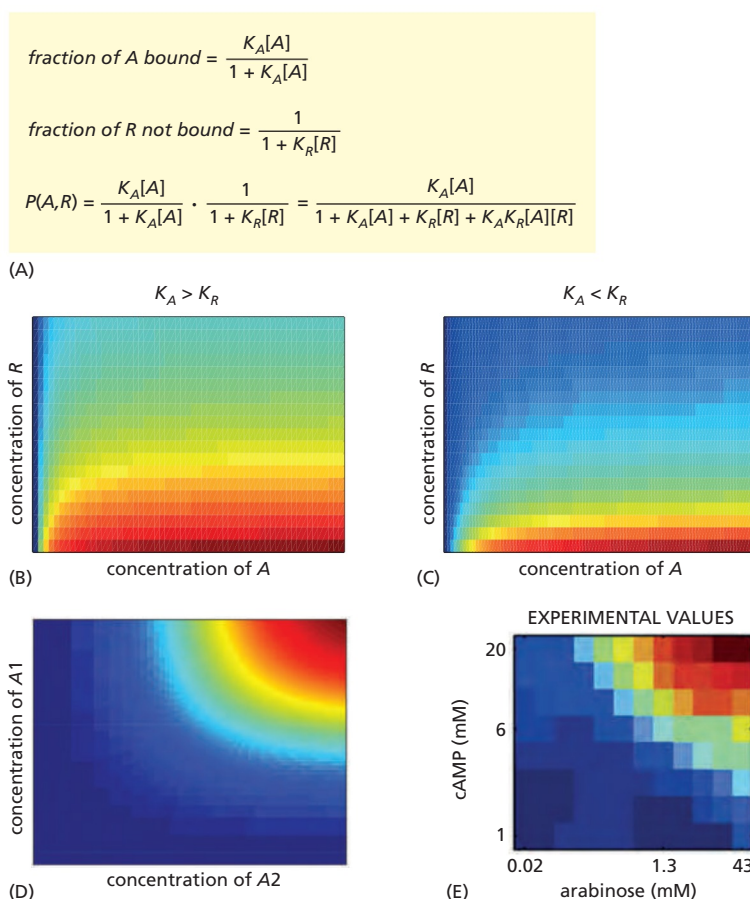 fraction of A bound = K_A[A] / 1 + K_A[A]
fraction of R not bound = 1 / 1 + K_R[R]
P(A,R) = K_A[A] / 1 + K_A[A] · 1 / 1 + K_R[R] = K_A[A] / 1 + K_A[A] + K_R[R] + K_AK_R[A][R]
(A)
K_A > K_R
concentration of R
concentration of A
(B)
K_A < K_R
concentration of R
concentration of A
(C)
concentration of A1
concentration of A2
(D)
EXPERIMENTAL VALUES
20
6
1
cAMP (mM)
0.02 1.3 43
arabinose (mM)
(E)